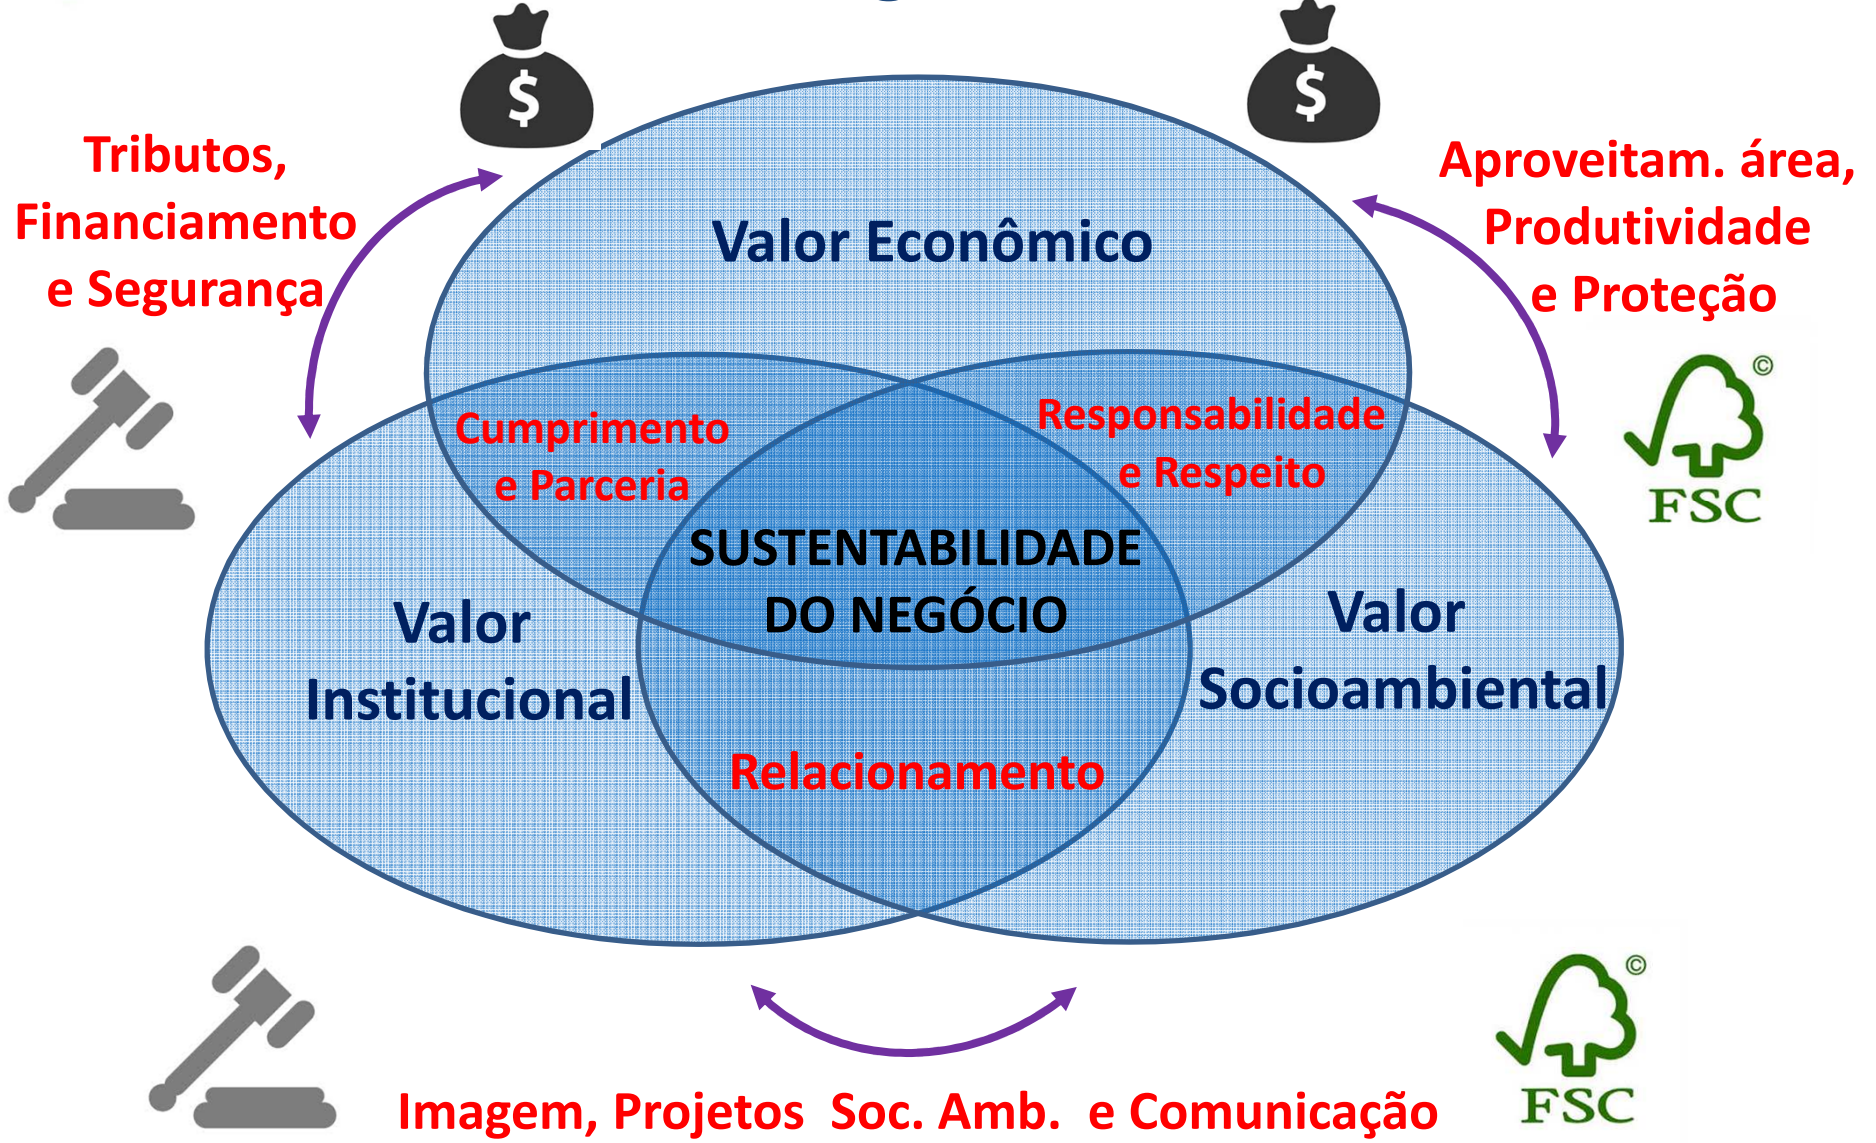 $
$
Tributos,
Financiamento
e Segurança
Aproveitam. área,
Produtividade
e Proteção
Valor Econômico
©
FSC
Cumprimento
e Parceria
Responsabilidade
e Respeito
SUSTENTABILIDADE
DO NEGÓCIO
Valor
Institucional
Valor
Socioambiental
Relacionamento
©
FSC
Imagem, Projetos Soc. Amb. e Comunicação